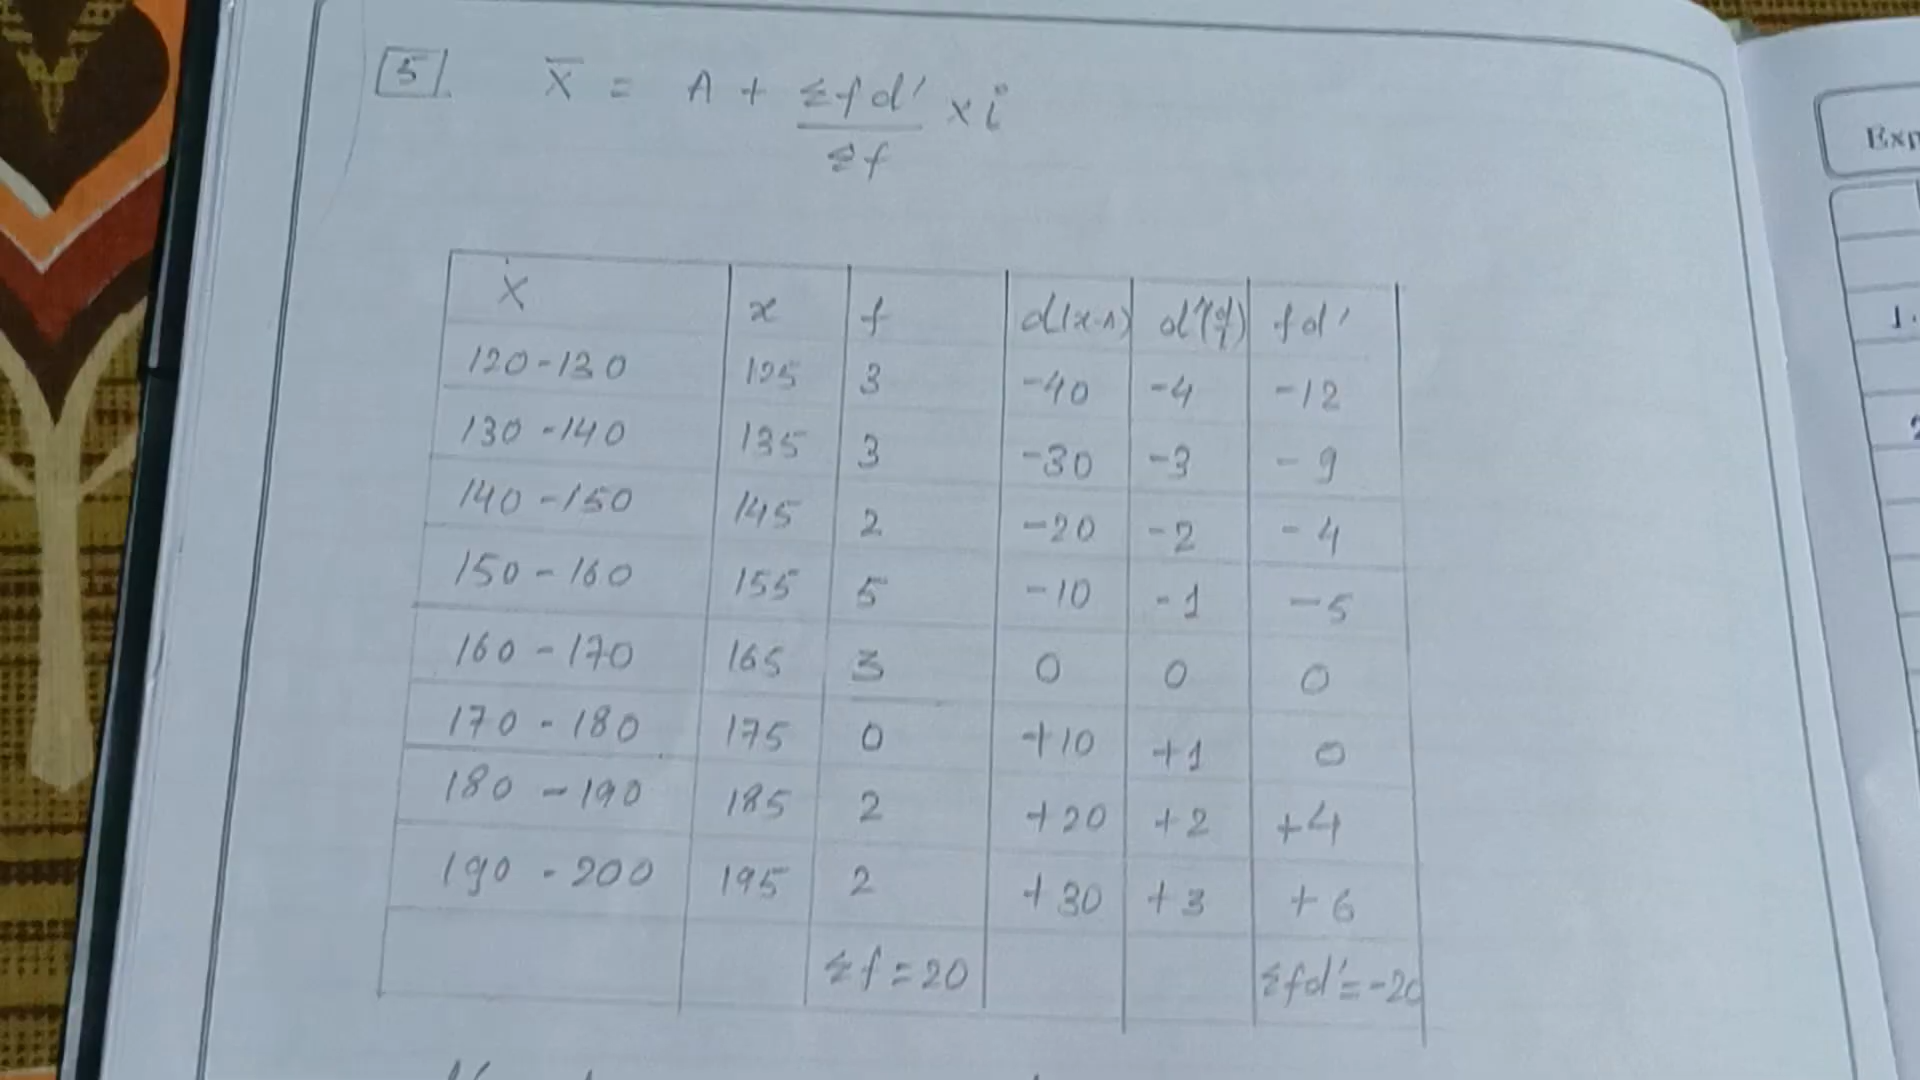 5. X̄ = A + Σfd' / Σf × i
X x f d(x-A) d'(d/i) fd'
120-130 125 3 -40 -4 -12
130-140 135 3 -30 -3 -9
140-150 145 2 -20 -2 -4
150-160 155 5 -10 -1 -5
160-170 165 3 0 0 0
170-180 175 0 +10 +1 0
180-190 185 2 +20 +2 +4
190-200 195 2 +30 +3 +6
Σf=20 Σfd'=-20
1.